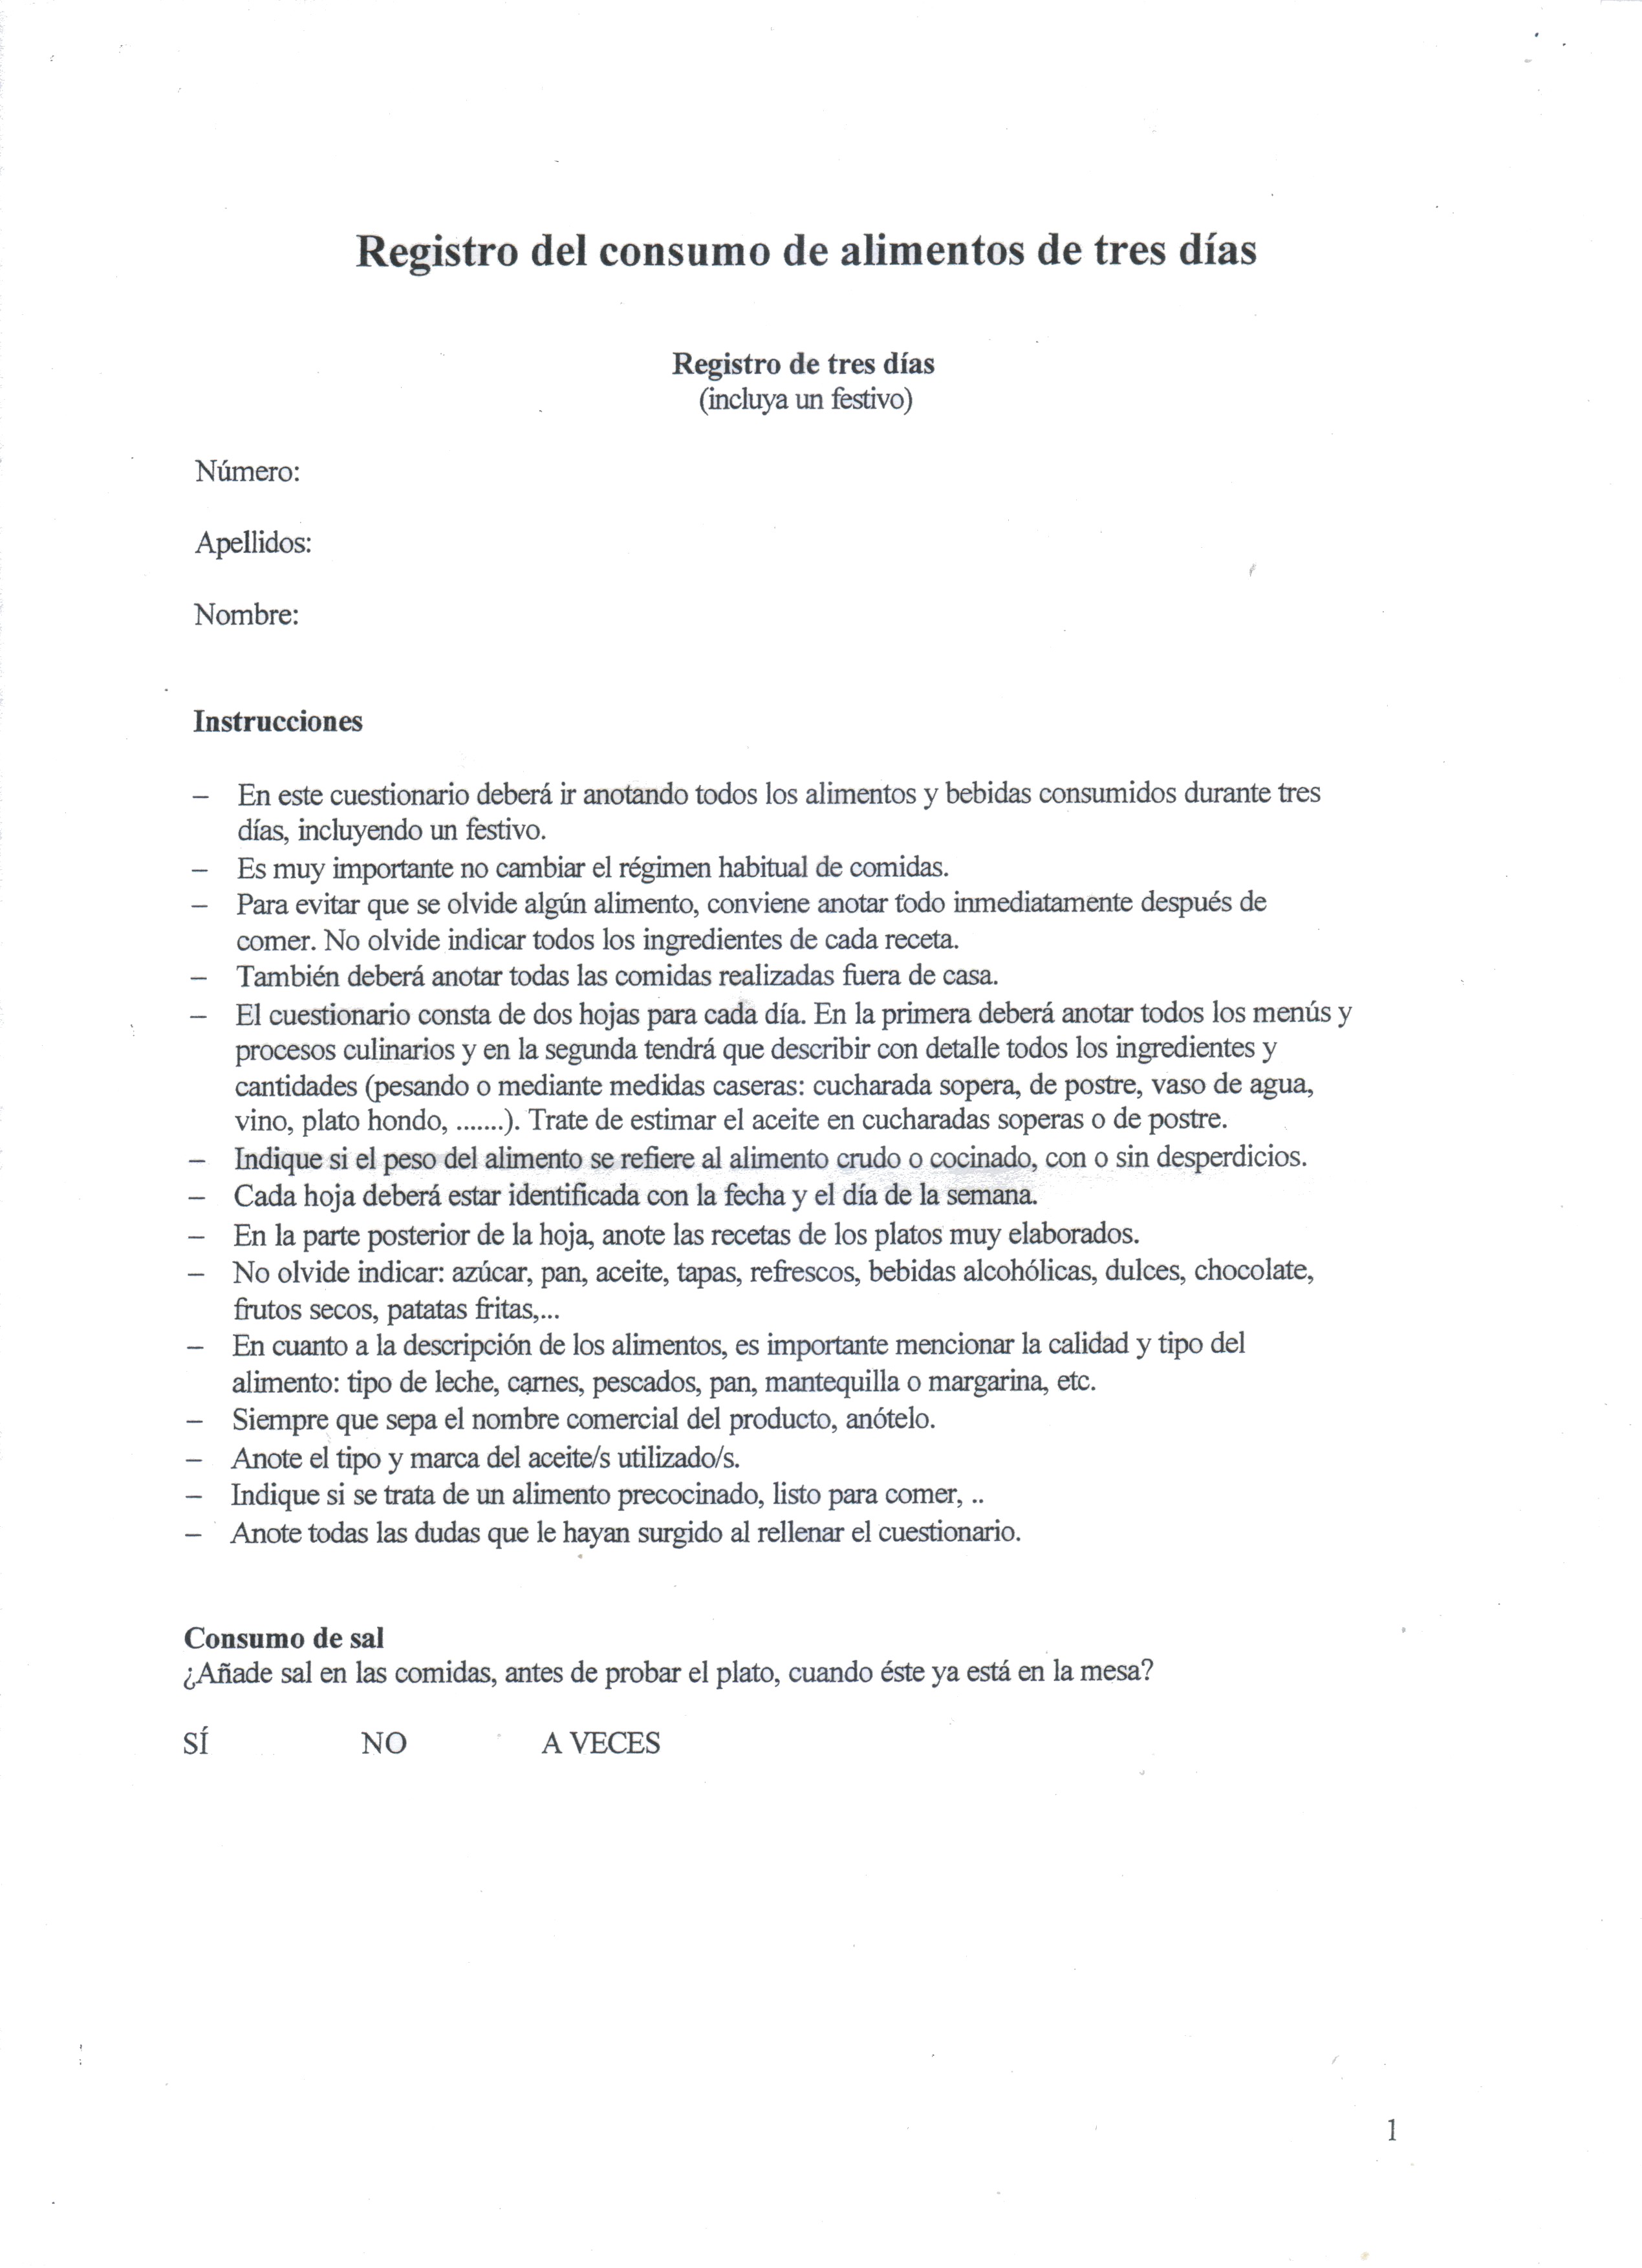 Registro del consumo de alimentos de tres días
Registro de tres días
(incluya un festivo)
Número:
Apellidos:
Nombre:
Instrucciones
– En este cuestionario deberá ir anotando todos los alimentos y bebidas consumidos durante tres
días, incluyendo un festivo.
– Es muy importante no cambiar el régimen habitual de comidas.
– Para evitar que se olvide algún alimento, conviene anotar todo inmediatamente después de
comer. No olvide indicar todos los ingredientes de cada receta.
– También deberá anotar todas las comidas realizadas fuera de casa.
– El cuestionario consta de dos hojas para cada día. En la primera deberá anotar todos los menús y
procesos culinarios y en la segunda tendrá que describir con detalle todos los ingredientes y
cantidades (pesando o mediante medidas caseras: cucharada sopera, de postre, vaso de agua,
vino, plato hondo, .......). Trate de estimar el aceite en cucharadas soperas o de postre.
– Indique si el peso del alimento se refiere al alimento crudo o cocinado, con o sin desperdicios.
– Cada hoja deberá estar identificada con la fecha y el día de la semana.
– En la parte posterior de la hoja, anote las recetas de los platos muy elaborados.
– No olvide indicar: azúcar, pan, aceite, tapas, refrescos, bebidas alcohólicas, dulces, chocolate,
frutos secos, patatas fritas,...
– En cuanto a la descripción de los alimentos, es importante mencionar la calidad y tipo del
alimento: tipo de leche, carnes, pescados, pan, mantequilla o margarina, etc.
– Siempre que sepa el nombre comercial del producto, anótelo.
– Anote el tipo y marca del aceite/s utilizado/s.
– Indique si se trata de un alimento precocinado, listo para comer, ..
– Anote todas las dudas que le hayan surgido al rellenar el cuestionario.
Consumo de sal
¿Añade sal en las comidas, antes de probar el plato, cuando éste ya está en la mesa?
SÍ NO A VECES
1